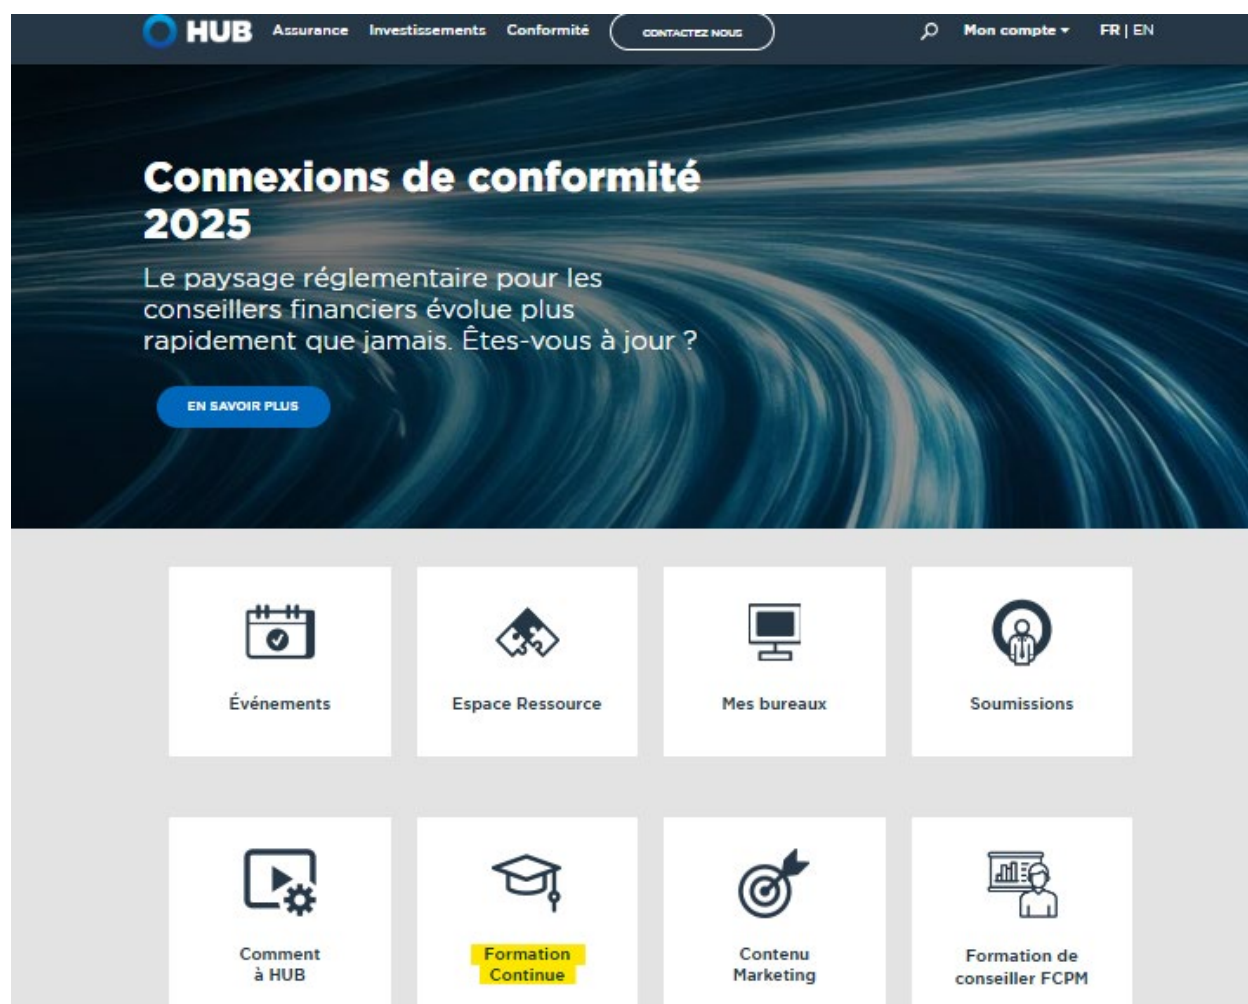 HUB Assurance Investissements Conformité CONTACTEZ NOUS Mon compte FR | EN
Connexions de conformité
2025
Le paysage réglementaire pour les
conseillers financiers évolue plus
rapidement que jamais. Êtes-vous à jour ?
EN SAVOIR PLUS
Événements
Espace Ressource
Mes bureaux
Soumissions
Comment
à HUB
Formation
Continue
Contenu
Marketing
Formation de
conseiller FCPM